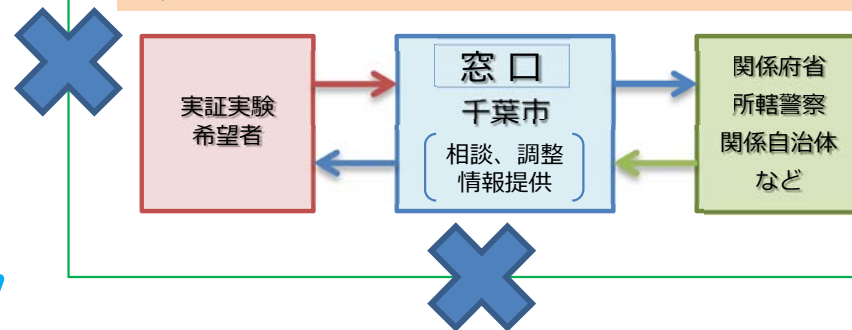 実証実験
希望者
窓口
千葉市
相談、調整
情報提供
関係府省
所轄警察
関係自治体
など